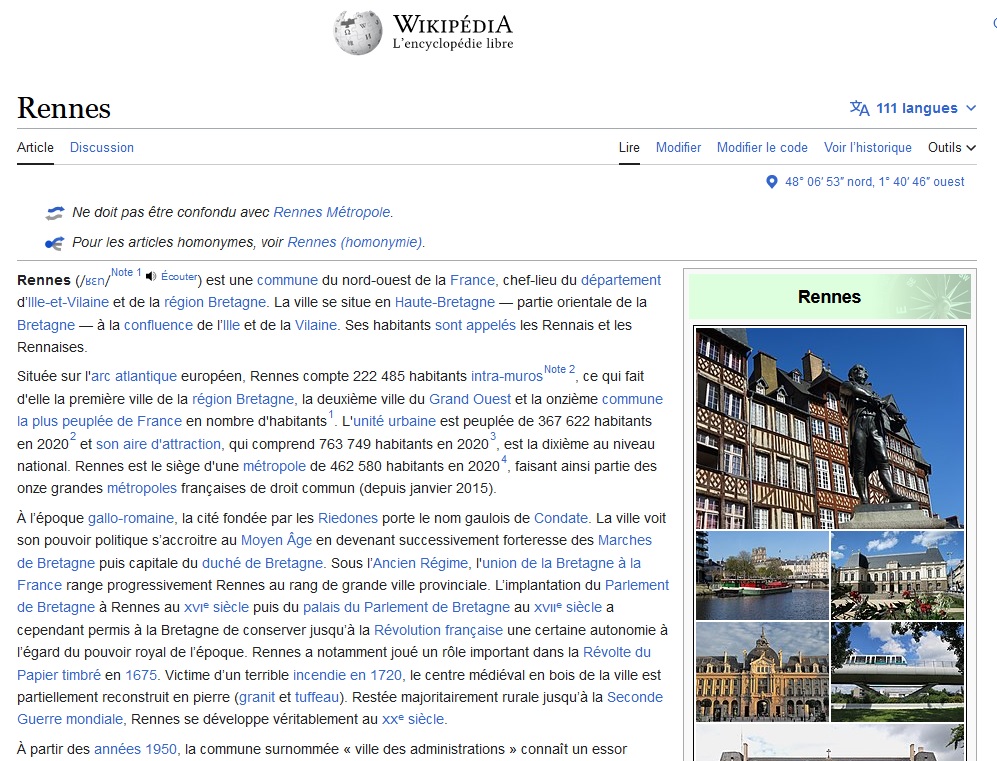 WIKIPÉDIA
L'encyclopédie libre
Rennes
111 langues
Article Discussion
Lire Modifier Modifier le code Voir l'historique Outils
48° 06′ 53″ nord, 1° 40′ 46″ ouest
Ne doit pas être confondu avec Rennes Métropole.
Pour les articles homonymes, voir Rennes (homonymie).
Rennes (/ʁɛn/Note 1 Écouter) est une commune du nord-ouest de la France, chef-lieu du département
d’Ille-et-Vilaine et de la région Bretagne. La ville se situe en Haute-Bretagne — partie orientale de la
Bretagne — à la confluence de l’Ille et de la Vilaine. Ses habitants sont appelés les Rennais et les
Rennaises.
Située sur l'arc atlantique européen, Rennes compte 222 485 habitants intra-muros Note 2, ce qui fait
d'elle la première ville de la région Bretagne, la deuxième ville du Grand Ouest et la onzième commune
la plus peuplée de France en nombre d'habitants 1. L'unité urbaine est peuplée de 367 622 habitants
en 2020 2 et son aire d'attraction, qui comprend 763 749 habitants en 2020 3, est la dixième au niveau
national. Rennes est le siège d'une métropole de 462 580 habitants en 2020 4, faisant ainsi partie des
onze grandes métropoles françaises de droit commun (depuis janvier 2015).
À l’époque gallo-romaine, la cité fondée par les Riedones porte le nom gaulois de Condate. La ville voit
son pouvoir politique s’accroitre au Moyen Âge en devenant successivement forteresse des Marches
de Bretagne puis capitale du duché de Bretagne. Sous l’Ancien Régime, l'union de la Bretagne à la
France range progressivement Rennes au rang de grande ville provinciale. L’implantation du Parlement
de Bretagne à Rennes au XVIe siècle puis du palais du Parlement de Bretagne au XVIIe siècle a
cependant permis à la Bretagne de conserver jusqu’à la Révolution française une certaine autonomie à
l’égard du pouvoir royal de l’époque. Rennes a notamment joué un rôle important dans la Révolte du
Papier timbré en 1675. Victime d’un terrible incendie en 1720, le centre médiéval en bois de la ville est
partiellement reconstruit en pierre (granit et tuffeau). Restée majoritairement rurale jusqu’à la Seconde
Guerre mondiale, Rennes se développe véritablement au XXe siècle.
À partir des années 1950, la commune surnommée « ville des administrations » connaît un essor
Rennes